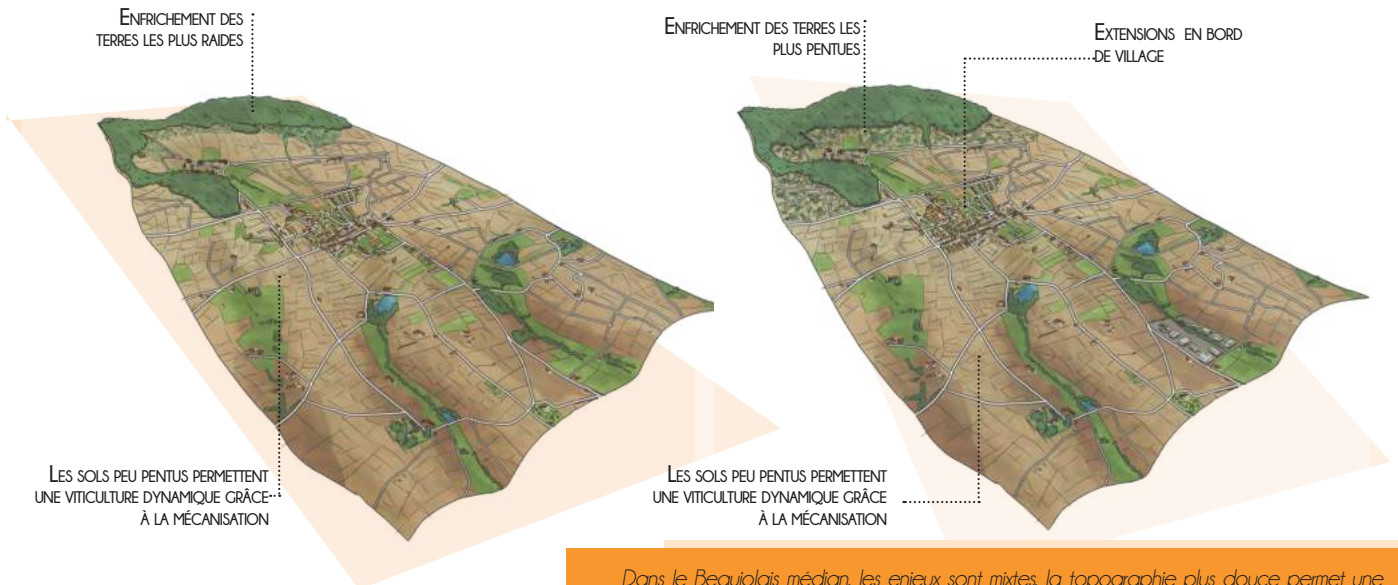 ENFRICHEMENT DES
TERRES LES PLUS RAIDES
LES SOLS PEU PENTUS PERMETTENT
UNE VITICULTURE DYNAMIQUE GRÂCE
À LA MÉCANISATION
ENFRICHEMENT DES TERRES LES
PLUS PENTUES
EXTENSIONS EN BORD
DE VILLAGE
LES SOLS PEU PENTUS PERMETTENT
UNE VITICULTURE DYNAMIQUE GRÂCE
À LA MÉCANISATION
Dans le Beaujolais médian, les enjeux sont mixtes, la topographie plus douce permet une